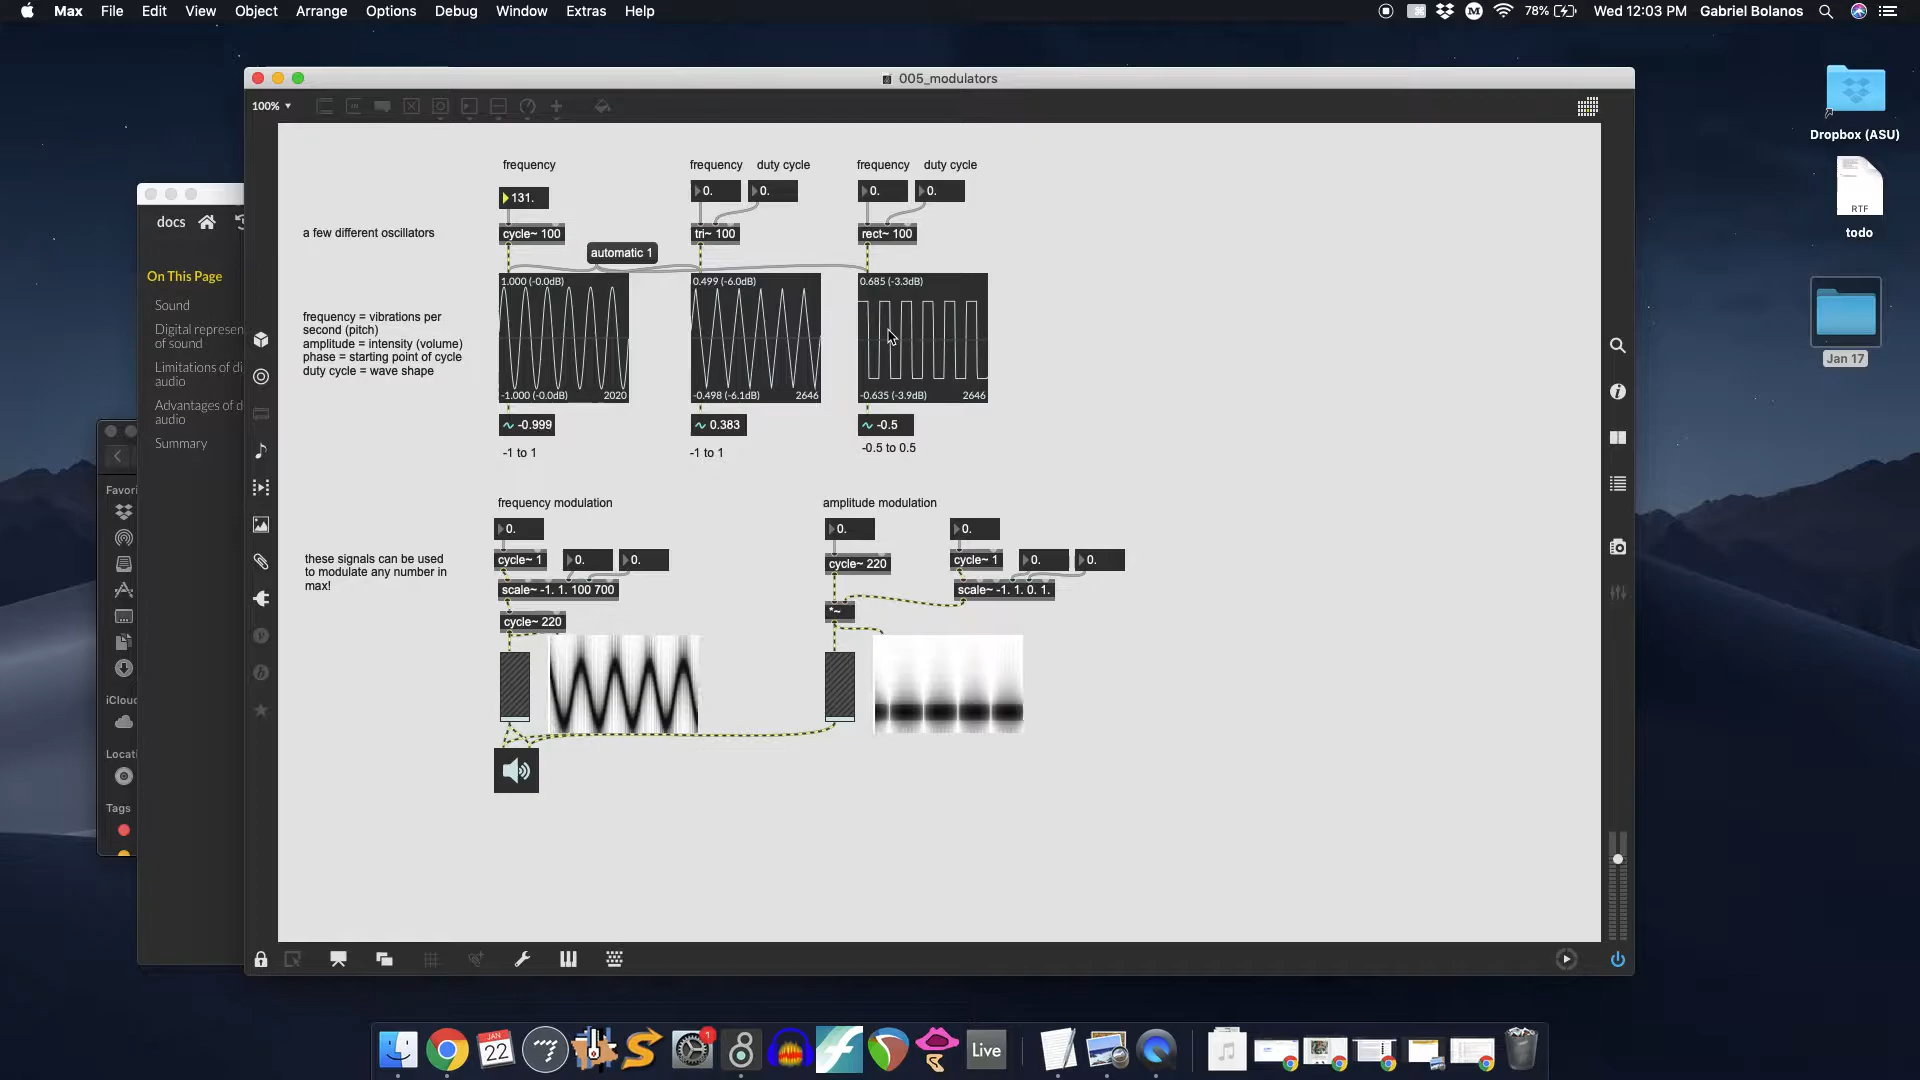 Max File Edit View Object Arrange Options Debug Window Extras Help
78% Wed 12:03 PM Gabriel Bolanos
005_modulators
100%
Dropbox (ASU)
RTF
todo
Jan 17
docs
On This Page
Sound
Digital represen
of sound
Limitations of di
audio
Advantages of d
audio
Summary
Favori
iClou
Locati
Tags
frequency
131.
cycle~ 100
frequency duty cycle
0. 0.
tri~ 100
frequency duty cycle
0. 0.
rect~ 100
a few different oscillators
automatic 1
1.000 (-0.0dB)
-1.000 (-0.0dB) 2020
0.499 (-6.0dB)
-0.498 (-6.1dB) 2646
0.685 (-3.3dB)
-0.635 (-3.9dB) 2646
frequency = vibrations per
second (pitch)
amplitude = intensity (volume)
phase = starting point of cycle
duty cycle = wave shape
-0.999
-1 to 1
0.383
-1 to 1
-0.5
-0.5 to 0.5
frequency modulation
0.
cycle~ 1 0. 0.
scale~ -1. 1. 100 700
cycle~ 220
these signals can be used
to modulate any number in
max!
amplitude modulation
0. 0.
cycle~ 220 cycle~ 1 0. 0.
scale~ -1. 1. 0. 1.
*~
JAN
22
1
8
Live